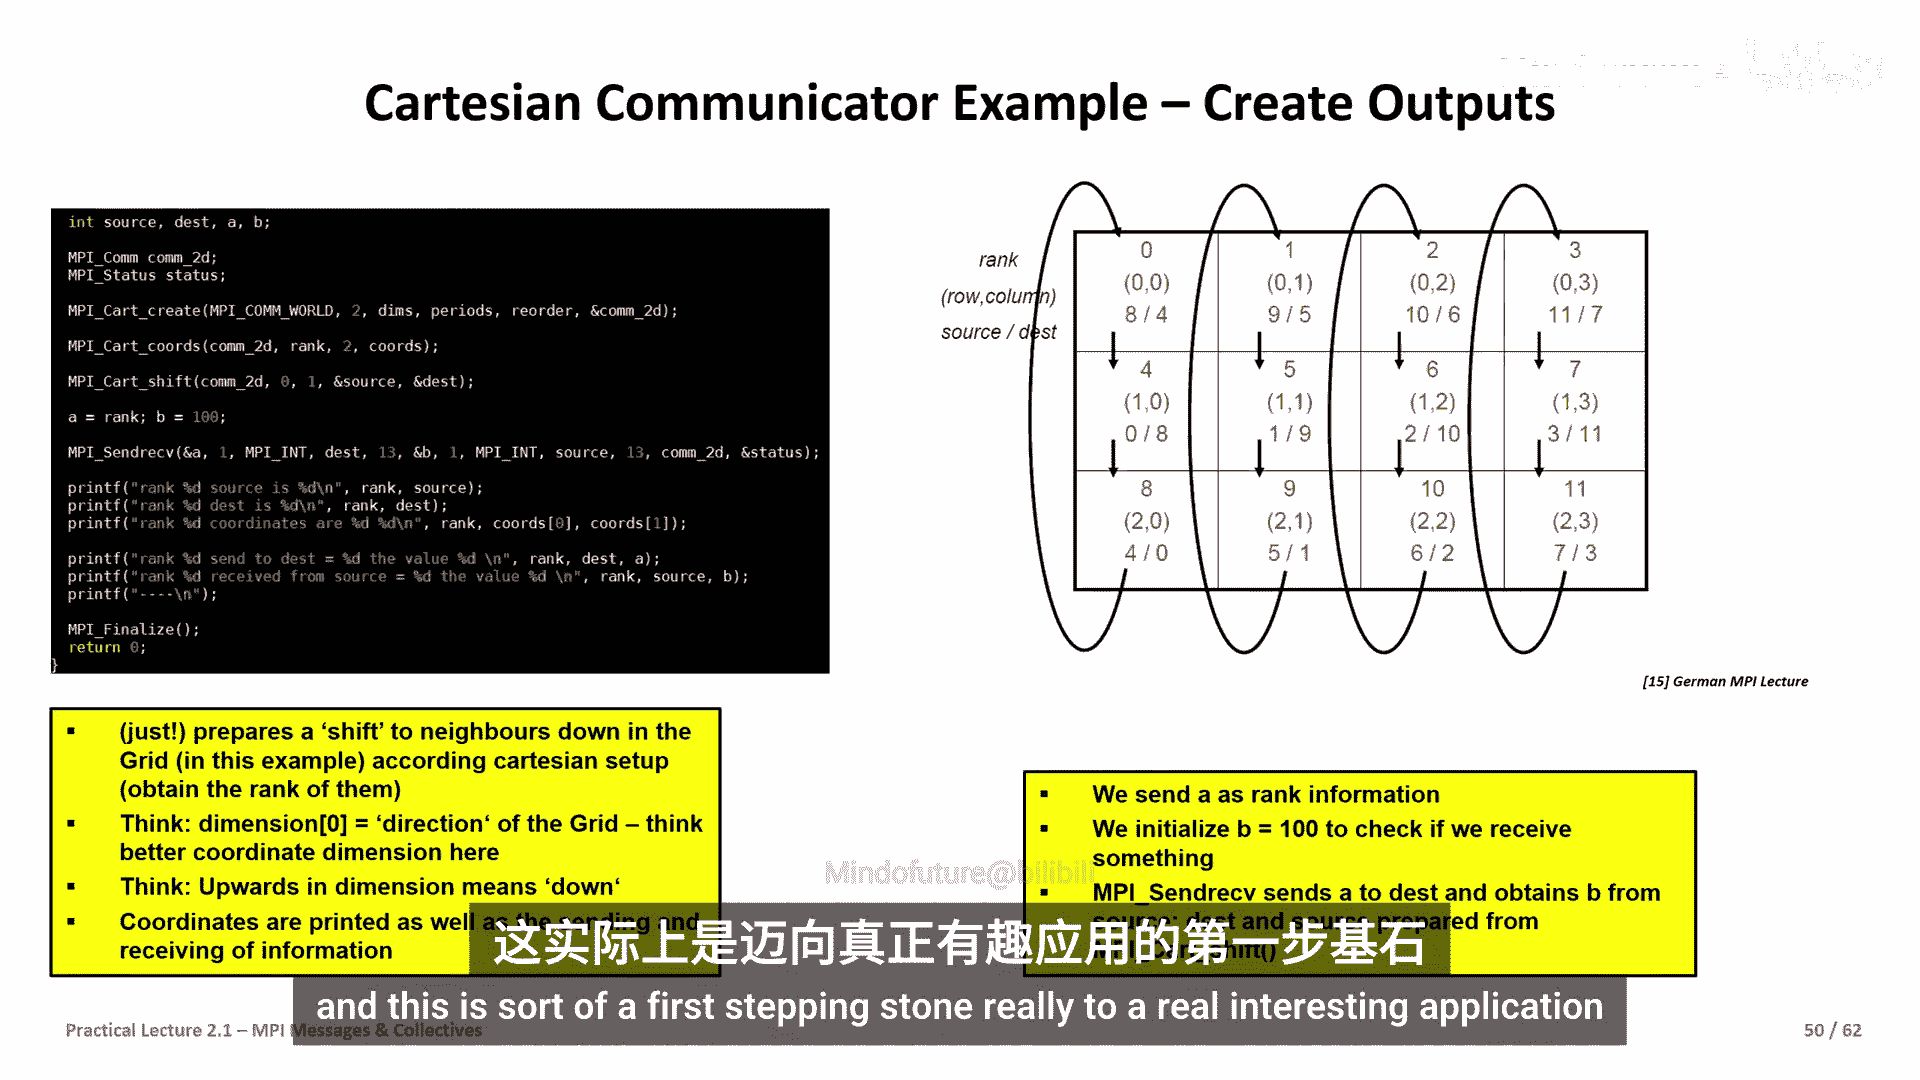 Cartesian Communicator Example – Create Outputs
int source, dest, a, b;
MPI_Comm comm_2d;
MPI_Status status;
MPI_Cart_create(MPI_COMM_WORLD, 2, dims, periods, reorder, &comm_2d);
MPI_Cart_coords(comm_2d, rank, 2, coords);
MPI_Cart_shift(comm_2d, 0, 1, &source, &dest);
a = rank; b = 100;
MPI_Sendrecv(&a, 1, MPI_INT, dest, 13, &b, 1, MPI_INT, source, 13, comm_2d, &status);
printf("rank %d source is %d\n", rank, source);
printf("rank %d dest is %d\n", rank, dest);
printf("rank %d coordinates are %d %d\n", rank, coords[0], coords[1]);
printf("rank %d send to dest = %d the value %d \n", rank, dest, a);
printf("rank %d received from source = %d the value %d \n", rank, source, b);
printf("----\n");
MPI_Finalize();
return 0;
}
rank
(row,column)
source / dest
0 1 2 3
(0,0) (0,1) (0,2) (0,3)
8 / 4 9 / 5 10 / 6 11 / 7
4 5 6 7
(1,0) (1,1) (1,2) (1,3)
0 / 8 1 / 9 2 / 10 3 / 11
8 9 10 11
(2,0) (2,1) (2,2) (2,3)
4 / 0 5 / 1 6 / 2 7 / 3
[15] German MPI Lecture
▪ (just!) prepares a ‘shift’ to neighbours down in the
Grid (in this example) according cartesian setup
(obtain the rank of them)
▪ Think: dimension[0] = ‘direction‘ of the Grid – think
better coordinate dimension here
▪ Think: Upwards in dimension means ‘down‘
▪ Coordinates are printed as well as the sending and
receiving of information
▪ We send a as rank information
▪ We initialize b = 100 to check if we receive
something
▪ MPI_Sendrecv sends a to dest and obtains b from
source; dest and source prepared from
Mindofuture@bilibili
这实际上是迈向真正有趣应用的第一步基石
and this is sort of a first stepping stone really to a real interesting application
Practical Lecture 2.1 – MPI Messages & Collectives
50 / 62